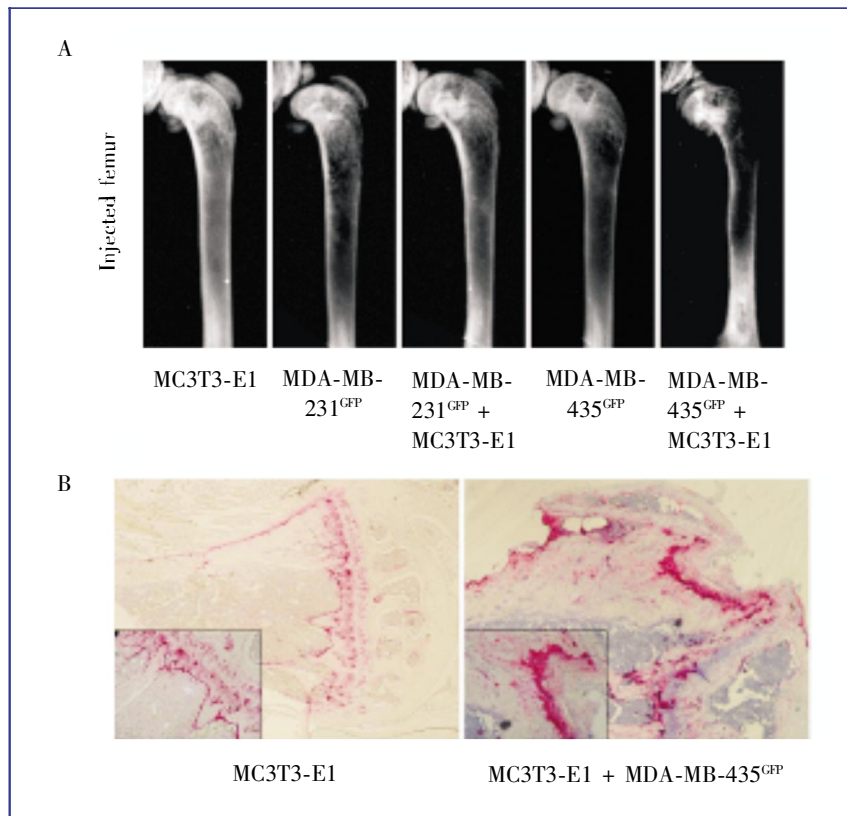 A
Injected femur
MC3T3-E1
MDA-MB-
231ᴳᶠᴾ
MDA-MB-
231ᴳᶠᴾ +
MC3T3-E1
MDA-MB-
435ᴳᶠᴾ
MDA-MB-
435ᴳᶠᴾ +
MC3T3-E1
B
MC3T3-E1
MC3T3-E1 + MDA-MB-435ᴳᶠᴾ